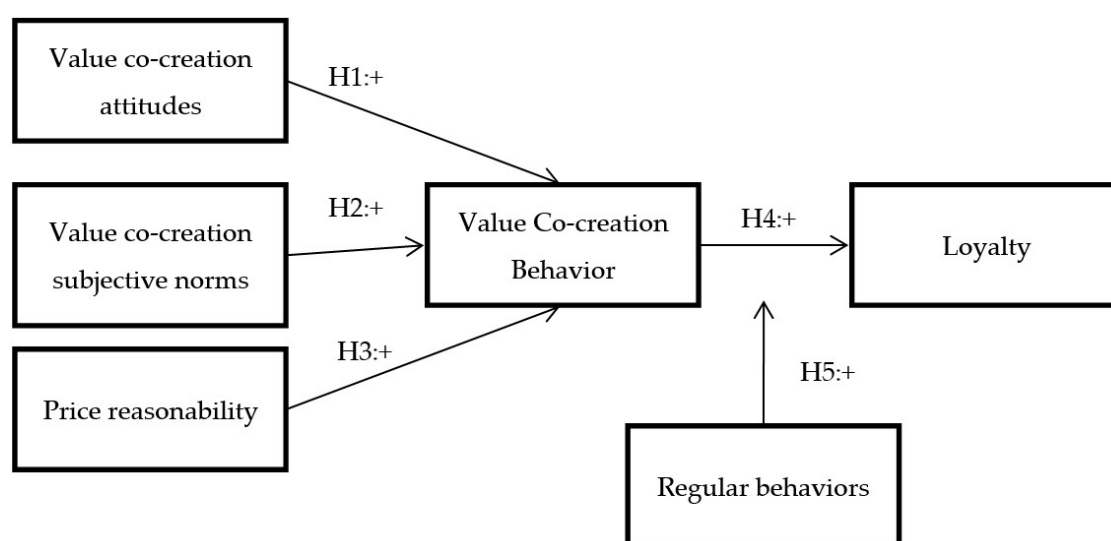 Value co-creation
attitudes
H1:+
Value co-creation
subjective norms
H2:+
Price reasonability
H3:+
Value Co-creation
Behavior
H4:+
Loyalty
H5:+
Regular behaviors